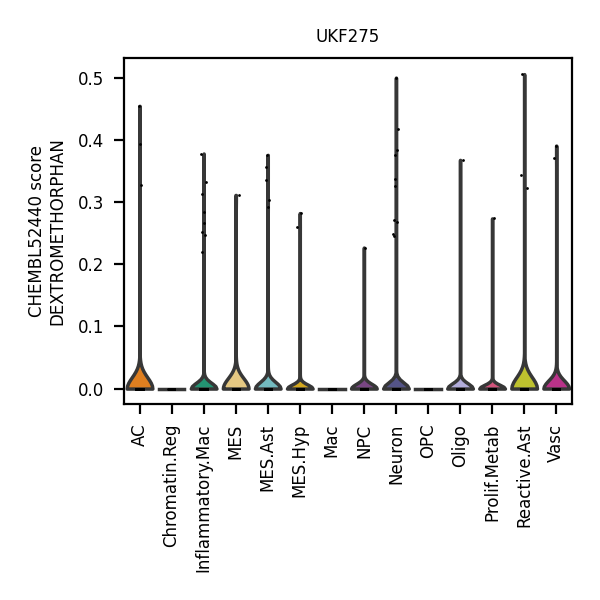 UKF275
CHEMBL52440 score
DEXTROMETHORPHAN
0.5
0.4
0.3
0.2
0.1
0.0
AC
Chromatin.Reg
Inflammatory.Mac
MES
MES.Ast
MES.Hyp
Mac
NPC
Neuron
OPC
Oligo
Prolif.Metab
Reactive.Ast
Vasc